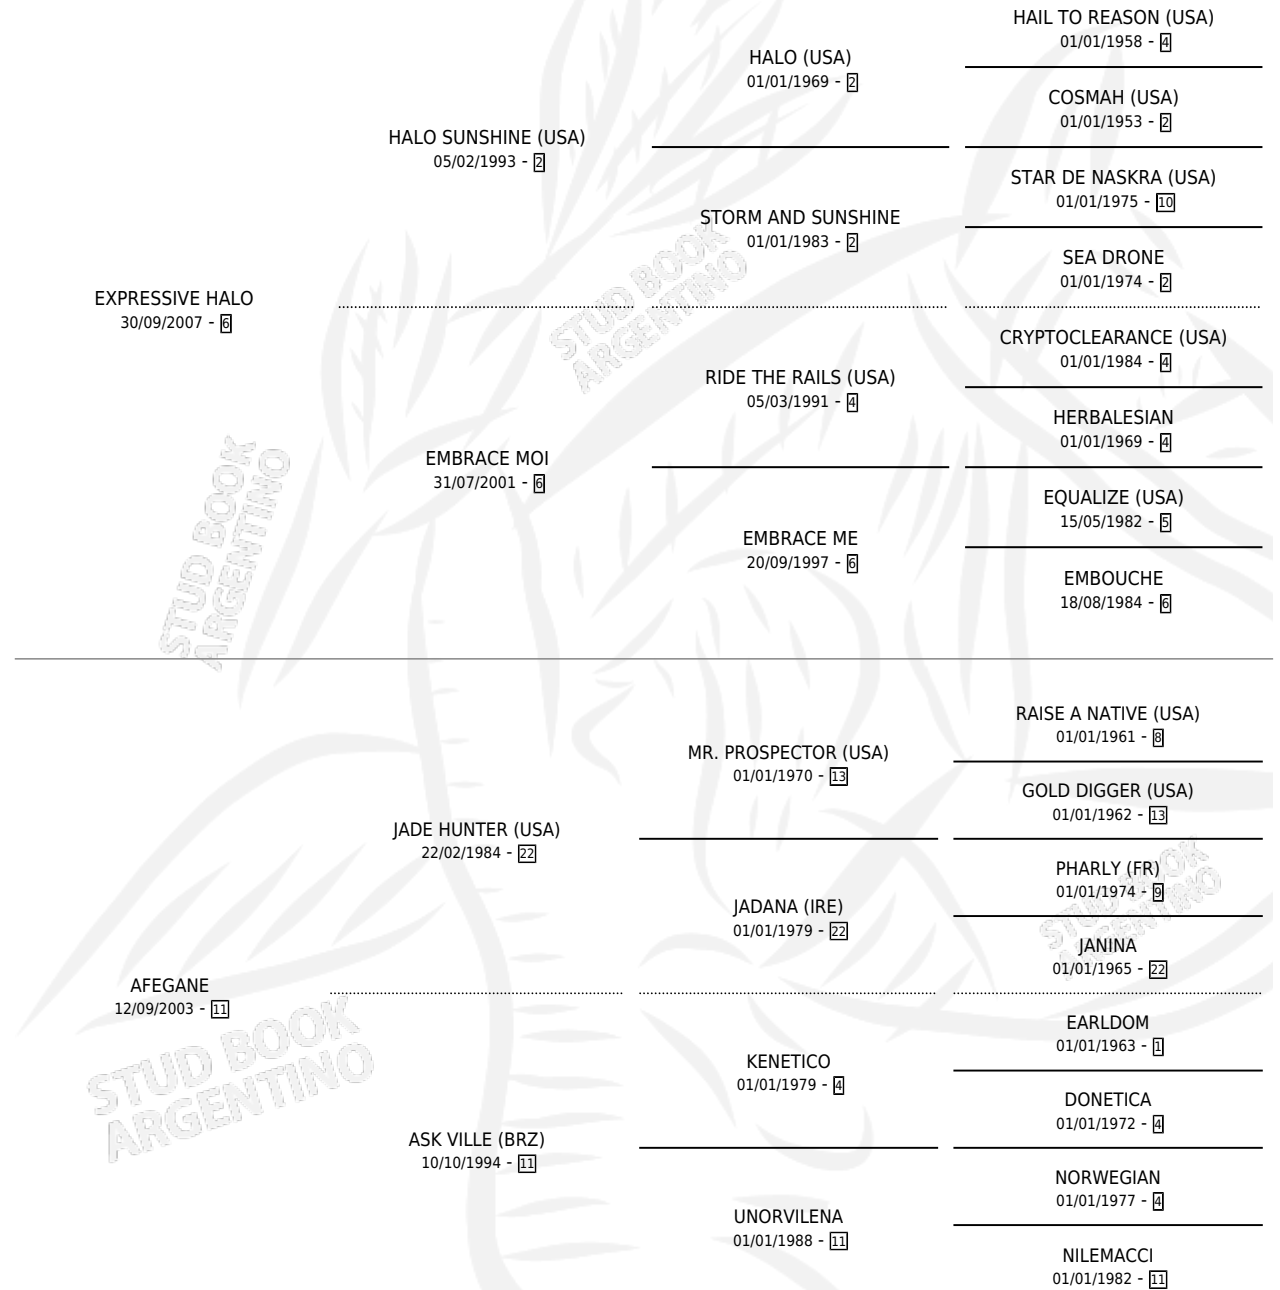 HAIL TO REASON (USA)
01/01/1958 - 4
HALO (USA)
01/01/1969 - 2
COSMAH (USA)
01/01/1953 - 2
HALO SUNSHINE (USA)
05/02/1993 - 2
STAR DE NASKRA (USA)
01/01/1975 - 10
STORM AND SUNSHINE
01/01/1983 - 2
SEA DRONE
01/01/1974 - 2
EXPRESSIVE HALO
30/09/2007 - 6
STUD BOOK
ARGENTINO
CRYPTOCLEARANCE (USA)
01/01/1984 - 4
RIDE THE RAILS (USA)
05/03/1991 - 4
HERBALESIAN
01/01/1969 - 4
EMBRACE MOI
31/07/2001 - 6
EQUALIZE (USA)
15/05/1982 - 5
EMBRACE ME
20/09/1997 - 6
EMBOUCHE
18/08/1984 - 6
STUD BOOK
ARGENTINO
RAISE A NATIVE (USA)
01/01/1961 - 8
MR. PROSPECTOR (USA)
01/01/1970 - 13
GOLD DIGGER (USA)
01/01/1962 - 13
JADE HUNTER (USA)
22/02/1984 - 22
PHARLY (FR)
01/01/1974 - 9
JADANA (IRE)
01/01/1979 - 22
STUD BOOK
ARGENTINO
JANINA
01/01/1965 - 22
AFEGANE
12/09/2003 - 11
EARLDOM
01/01/1963 - 1
STUD BOOK
ARGENTINO
KENETICO
01/01/1979 - 4
DONETICA
01/01/1972 - 4
ASK VILLE (BRZ)
10/10/1994 - 11
NORWEGIAN
01/01/1977 - 4
UNORVILENA
01/01/1988 - 11
NILEMACCI
01/01/1982 - 11